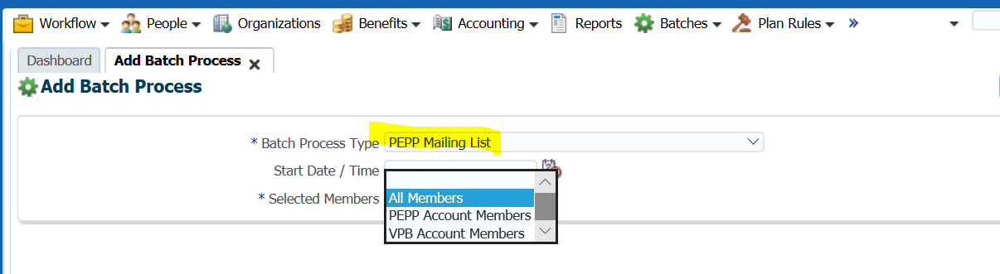 Workflow People Organizations Benefits Accounting Reports Batches Plan Rules »
Dashboard Add Batch Process
Add Batch Process
* Batch Process Type PEPP Mailing List
Start Date / Time
* Selected Members All Members
PEPP Account Members
VPB Account Members